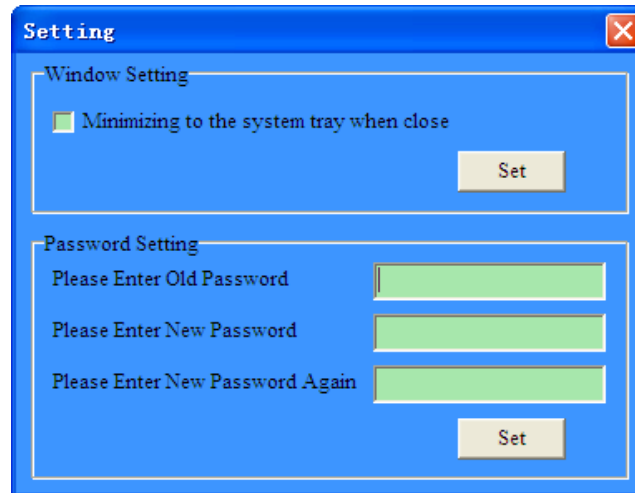 Setting
Window Setting
Minimizing to the system tray when close
Set
Password Setting
Please Enter Old Password
Please Enter New Password
Please Enter New Password Again
Set